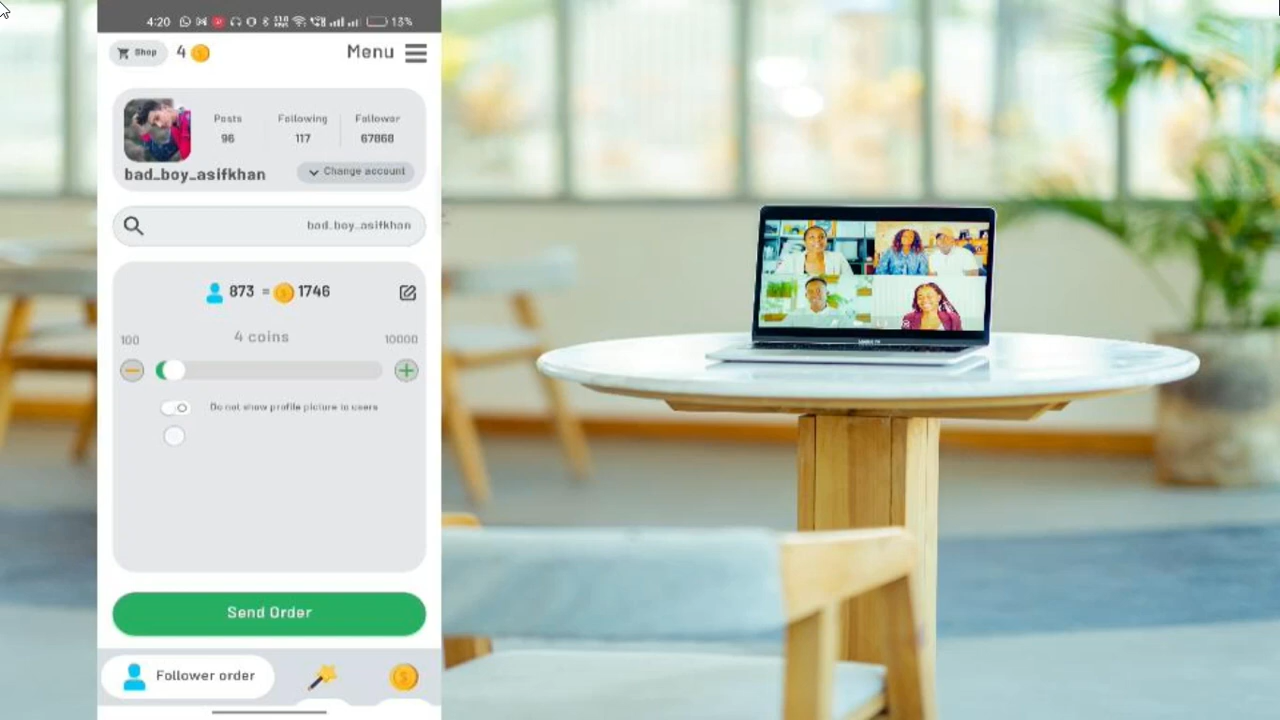 4:20
13%
Shop
4
Menu
Posts
Following
Follower
96
117
67868
bad_boy_asifkhan
Change account
bad_boy_asifkhan
873 = 1746
4 coins
100
10000
Do not show profile picture to users
Send Order
Follower order